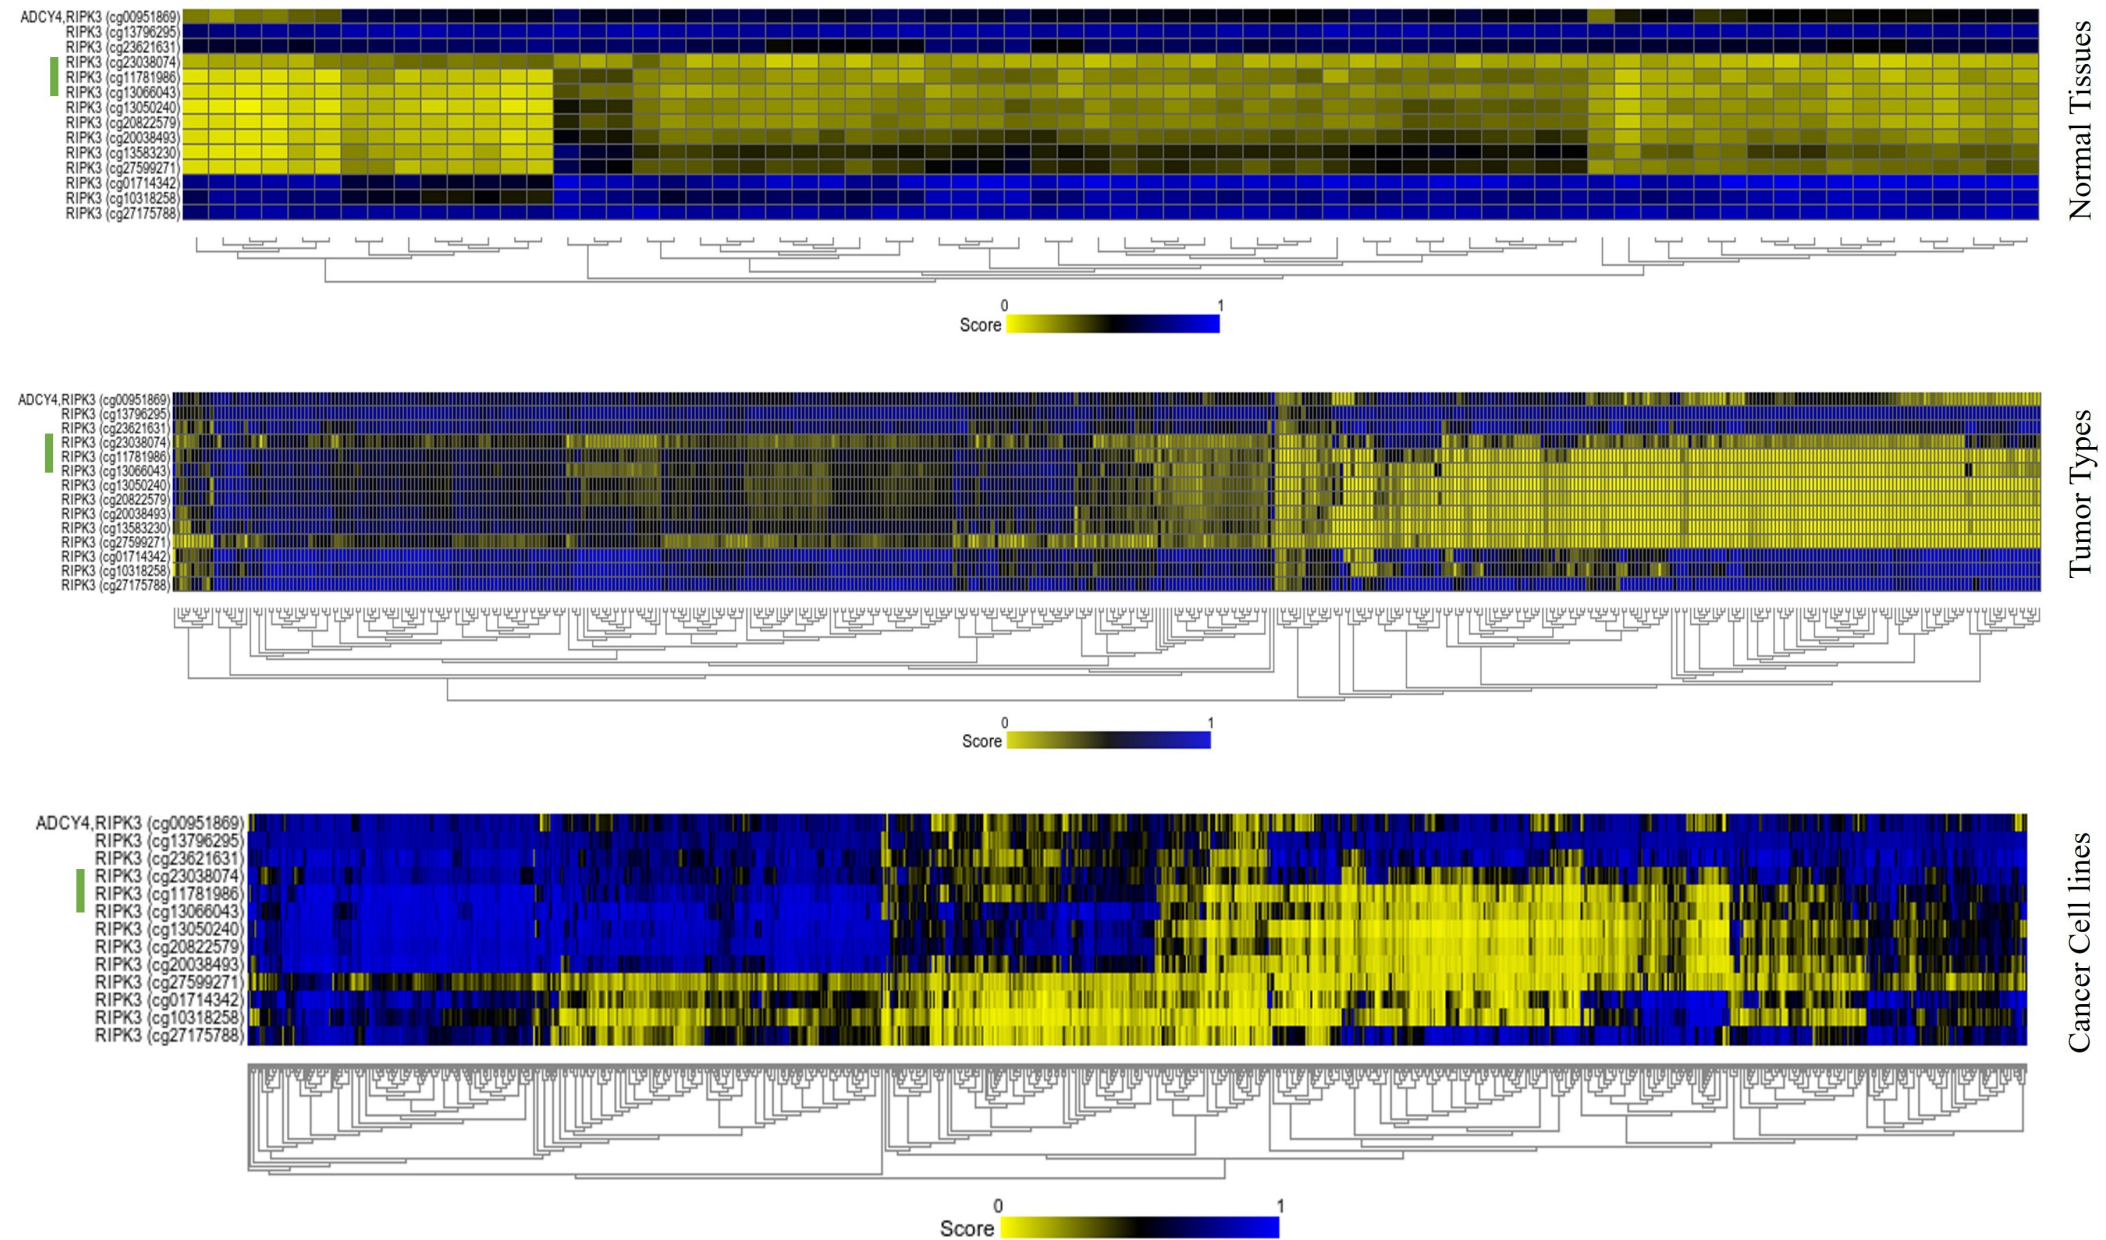 ADCY4,RIPK3 (cg00951869)
RIPK3 (cg13796295)
RIPK3 (cg23621631)
RIPK3 (cg23038074)
RIPK3 (cg11781986)
RIPK3 (cg13066043)
RIPK3 (cg13050240)
RIPK3 (cg20822579)
RIPK3 (cg20038493)
RIPK3 (cg13583230)
RIPK3 (cg27599271)
RIPK3 (cg01714342)
RIPK3 (cg10318258)
RIPK3 (cg27175788)
Normal Tissues
0 1
Score
ADCY4,RIPK3 (cg00951869)
RIPK3 (cg13796295)
RIPK3 (cg23621631)
RIPK3 (cg23038074)
RIPK3 (cg11781986)
RIPK3 (cg13066043)
RIPK3 (cg13050240)
RIPK3 (cg20822579)
RIPK3 (cg20038493)
RIPK3 (cg13583230)
RIPK3 (cg27599271)
RIPK3 (cg01714342)
RIPK3 (cg10318258)
RIPK3 (cg27175788)
Tumor Types
0 1
Score
ADCY4,RIPK3 (cg00951869)
RIPK3 (cg13796295)
RIPK3 (cg23621631)
RIPK3 (cg23038074)
RIPK3 (cg11781986)
RIPK3 (cg13066043)
RIPK3 (cg13050240)
RIPK3 (cg20822579)
RIPK3 (cg20038493)
RIPK3 (cg27599271)
RIPK3 (cg01714342)
RIPK3 (cg10318258)
RIPK3 (cg27175788)
Cancer Cell lines
0 1
Score